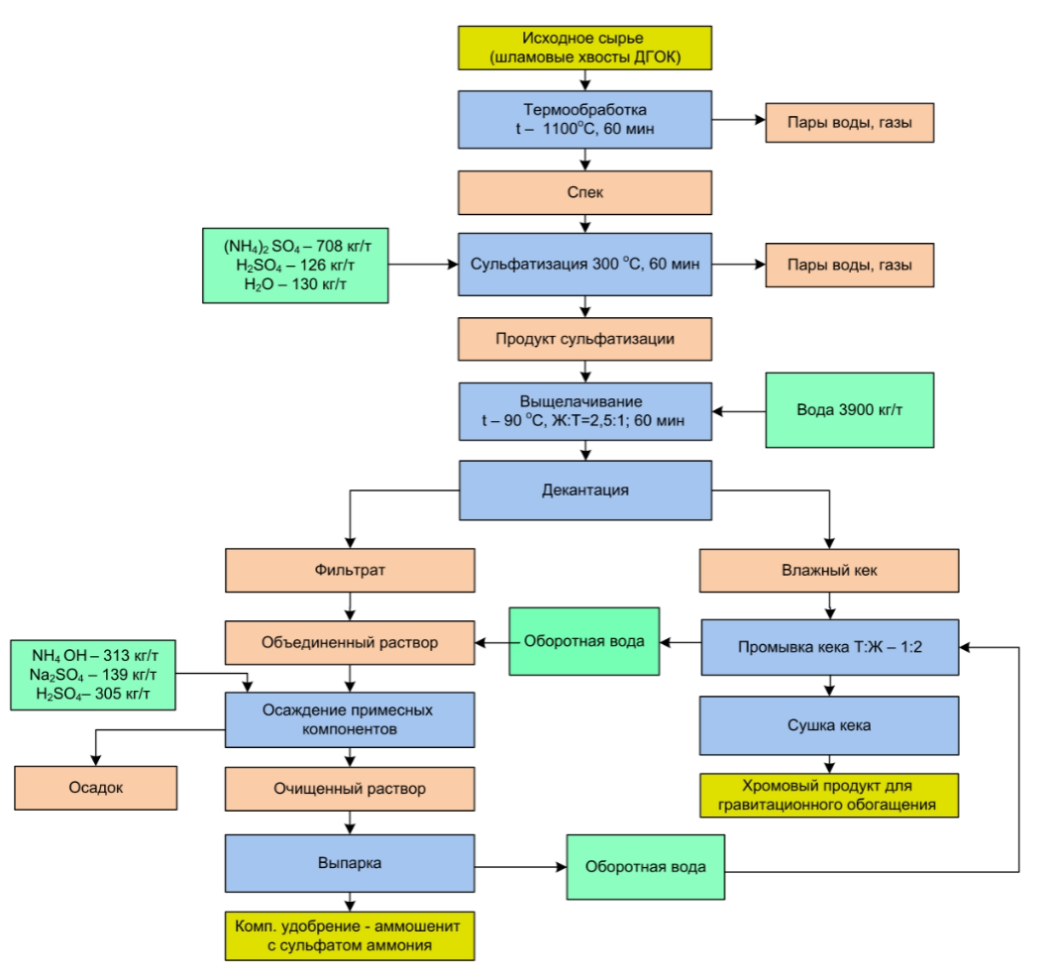 Исходное сырье
(шламовые хвосты ДГОК)
Термообработка
t – 1100°C, 60 мин
Пары воды, газы
Спек
(NH₄)₂ SO₄ – 708 кг/т
H₂SO₄ – 126 кг/т
H₂O – 130 кг/т
Сульфатизация 300 °C, 60 мин
Пары воды, газы
Продукт сульфатизации
Выщелачивание
t – 90 °C, Ж:Т=2,5:1; 60 мин
Вода 3900 кг/т
Декантация
Фильтрат
Влажный кек
Объединенный раствор
Оборотная вода
Промывка кека Т:Ж – 1:2
NH₄ OH – 313 кг/т
Na₂SO₄ – 139 кг/т
H₂SO₄– 305 кг/т
Осаждение примесных
компонентов
Сушка кека
Осадок
Очищенный раствор
Хромовый продукт для
гравитационного обогащения
Выпарка
Оборотная вода
Комп. удобрение - аммошенит
с сульфатом аммония